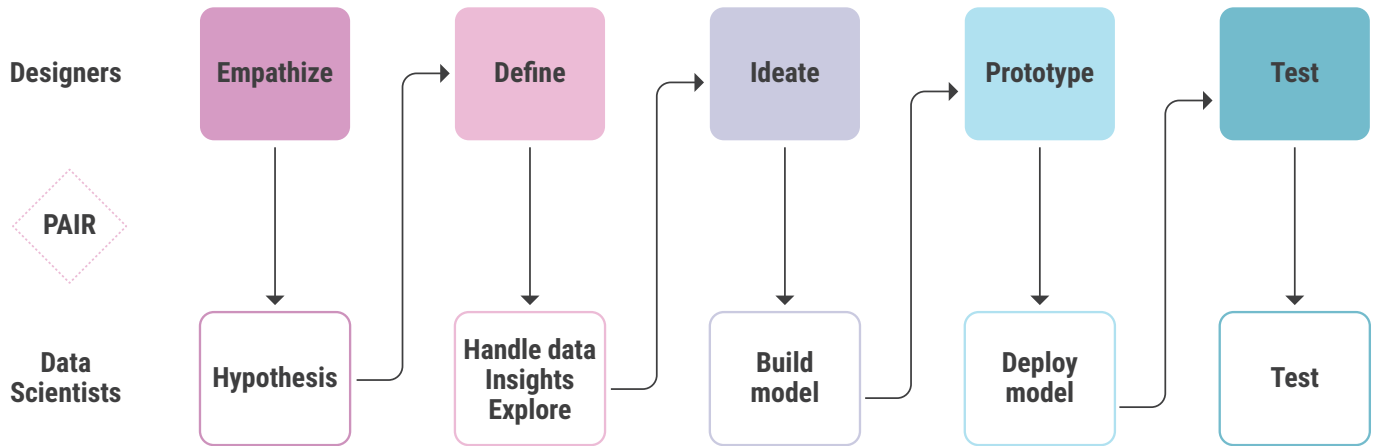 Designers
Empathize
Define
Ideate
Prototype
Test
PAIR
Data
Scientists
Hypothesis
Handle data
Insights
Explore
Build
model
Deploy
model
Test